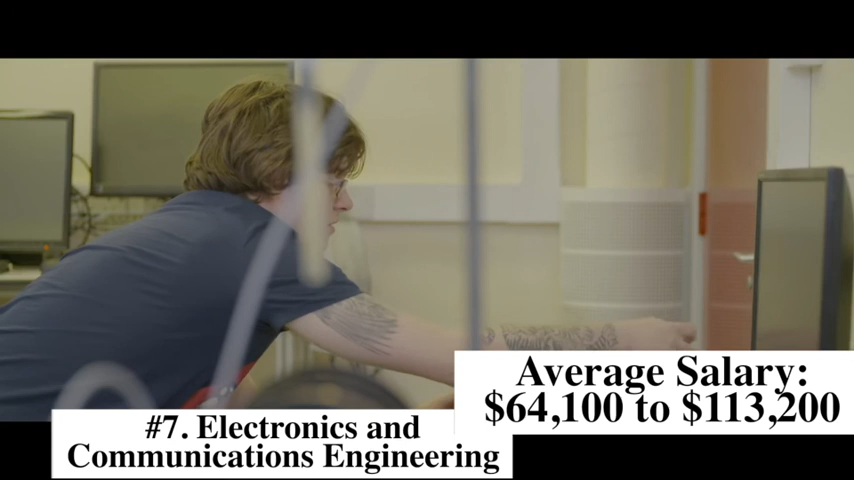 #7. Electronics and
Communications Engineering
Average Salary:
$64,100 to $113,200